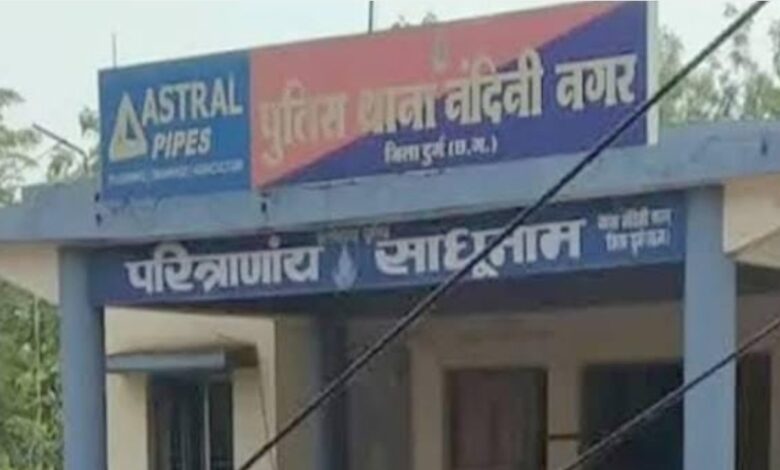 ASTRAL
PIPES
पुलिस थाना नंदिनी नगर
जिला दुर्ग (छ.ग.)
परित्राणांय साधूनाम